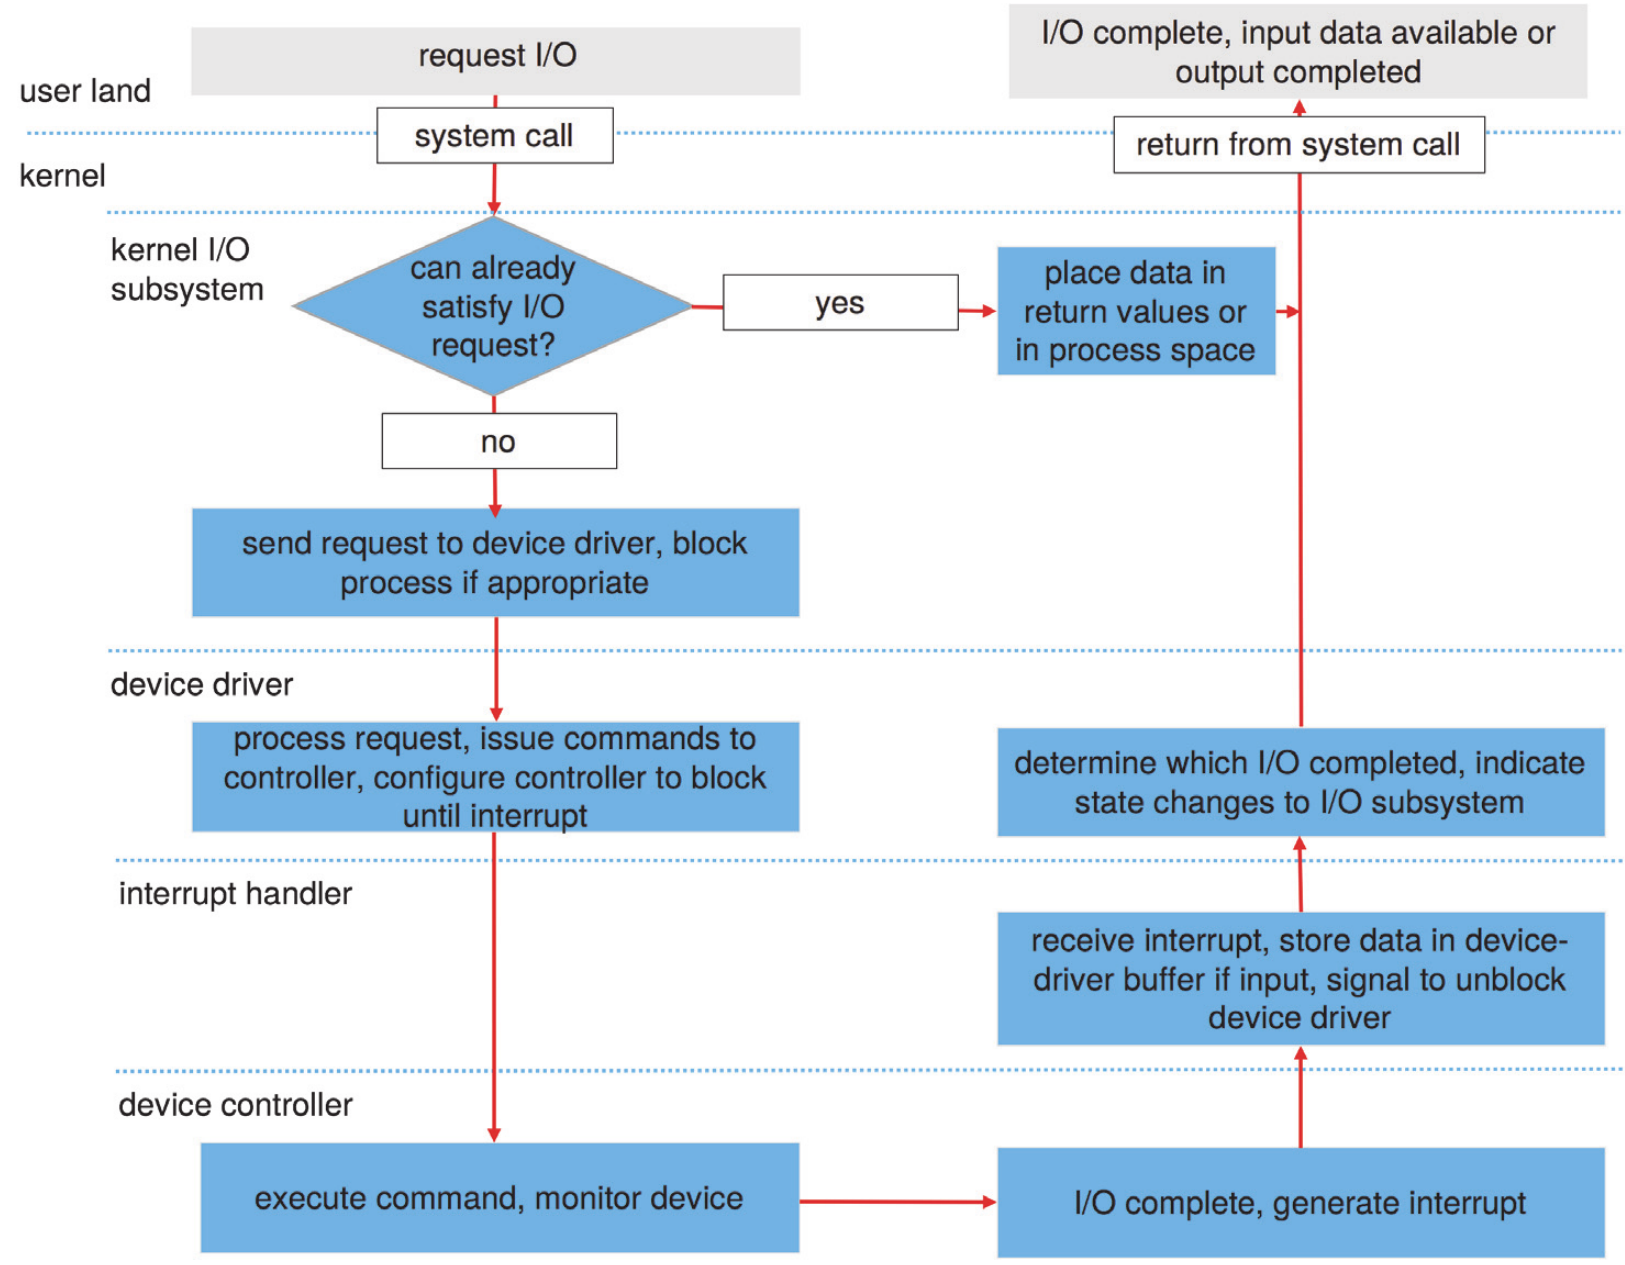 request I/O
I/O complete, input data available or
output completed
user land
system call
return from system call
kernel
kernel I/O
subsystem
can already
satisfy I/O
request?
yes
place data in
return values or
in process space
no
send request to device driver, block
process if appropriate
device driver
process request, issue commands to
controller, configure controller to block
until interrupt
determine which I/O completed, indicate
state changes to I/O subsystem
interrupt handler
receive interrupt, store data in device-
driver buffer if input, signal to unblock
device driver
device controller
execute command, monitor device
I/O complete, generate interrupt